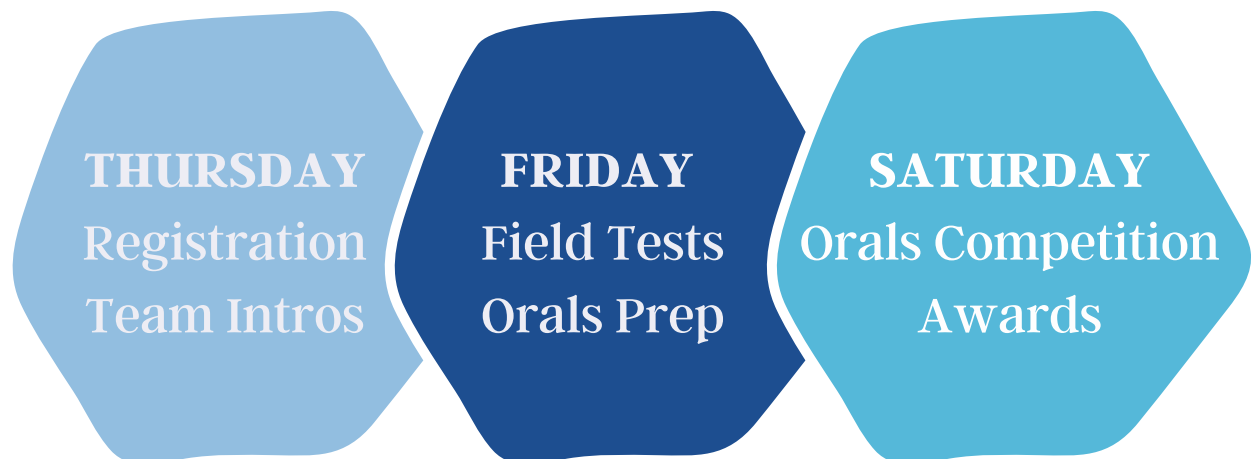 THURSDAY
Registration
Team Intros
FRIDAY
Field Tests
Orals Prep
SATURDAY
Orals Competition
Awards